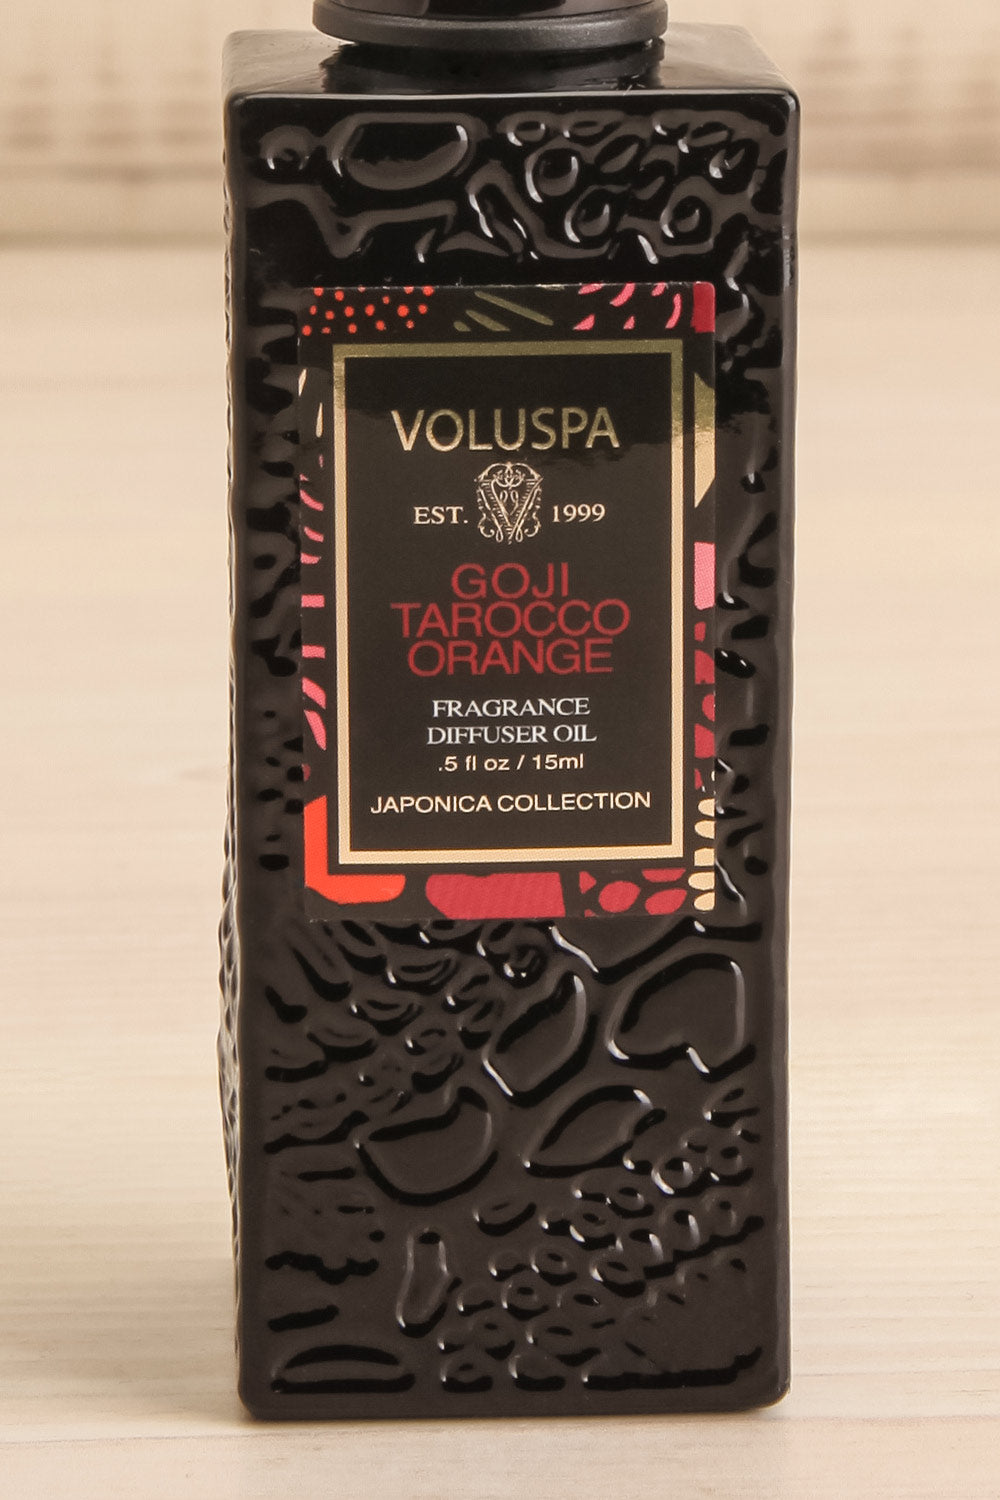 VOLUSPA
EST. 1999
GOJI
TAROCCO
ORANGE
FRAGRANCE
DIFFUSER OIL
.5 fl oz / 15ml
JAPONICA COLLECTION